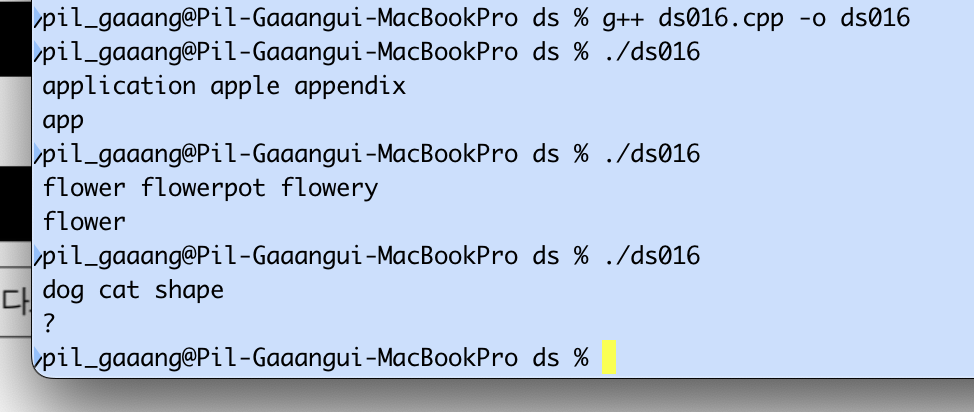 pil_gaaang@Pil-Gaaangui-MacBookPro ds % g++ ds016.cpp -o ds016
pil_gaaang@Pil-Gaaangui-MacBookPro ds % ./ds016
application apple appendix
app
pil_gaaang@Pil-Gaaangui-MacBookPro ds % ./ds016
flower flowerpot flowery
flower
pil_gaaang@Pil-Gaaangui-MacBookPro ds % ./ds016
dog cat shape
?
pil_gaaang@Pil-Gaaangui-MacBookPro ds %
다